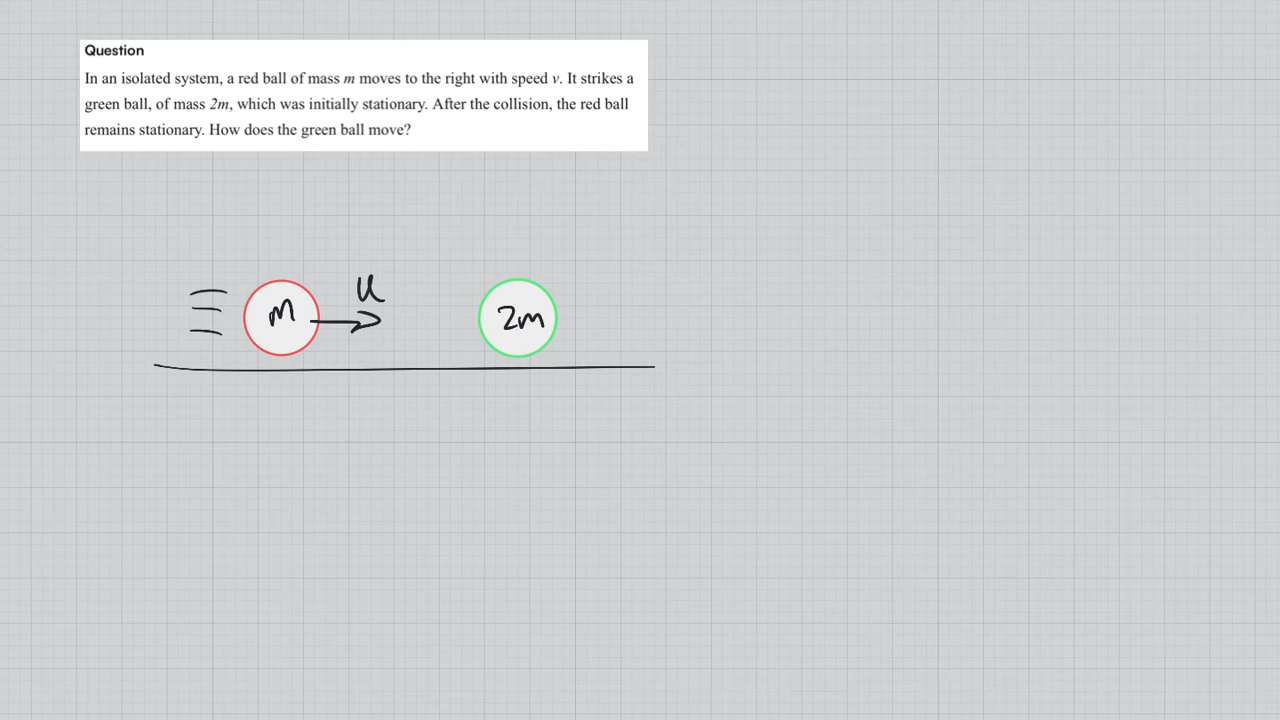 Question
In an isolated system, a red ball of mass m moves to the right with speed v. It strikes a
green ball, of mass 2m, which was initially stationary. After the collision, the red ball
remains stationary. How does the green ball move?
u
m
2m